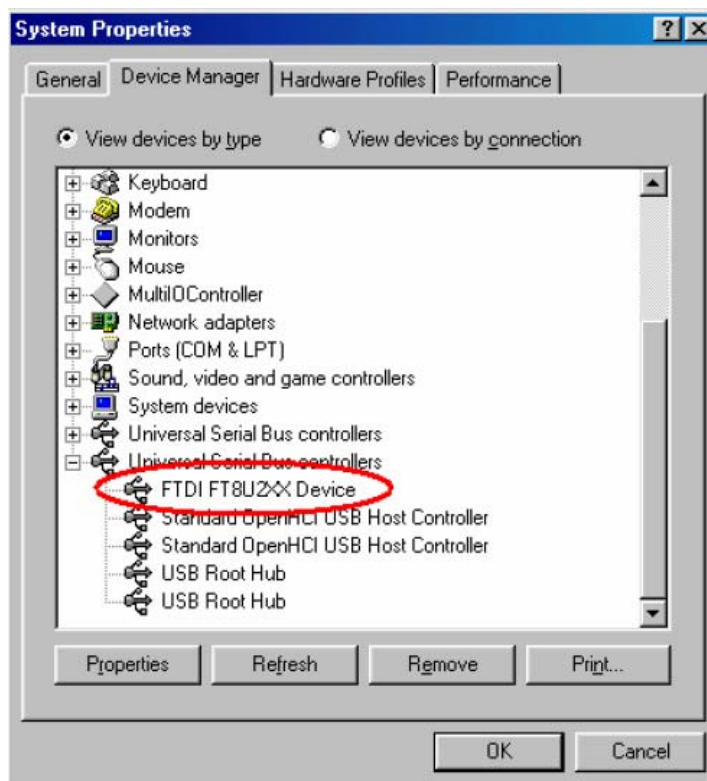 System Properties
General Device Manager Hardware Profiles Performance
View devices by type View devices by connection
Keyboard
Modem
Monitors
Mouse
MultiIOController
Network adapters
Ports (COM & LPT)
Sound, video and game controllers
System devices
Universal Serial Bus controllers
Universal Serial Bus controllers
FTDI FT8U2XX Device
Standard OpenHCI USB Host Controller
Standard OpenHCI USB Host Controller
USB Root Hub
USB Root Hub
Properties Refresh Remove Print...
OK Cancel